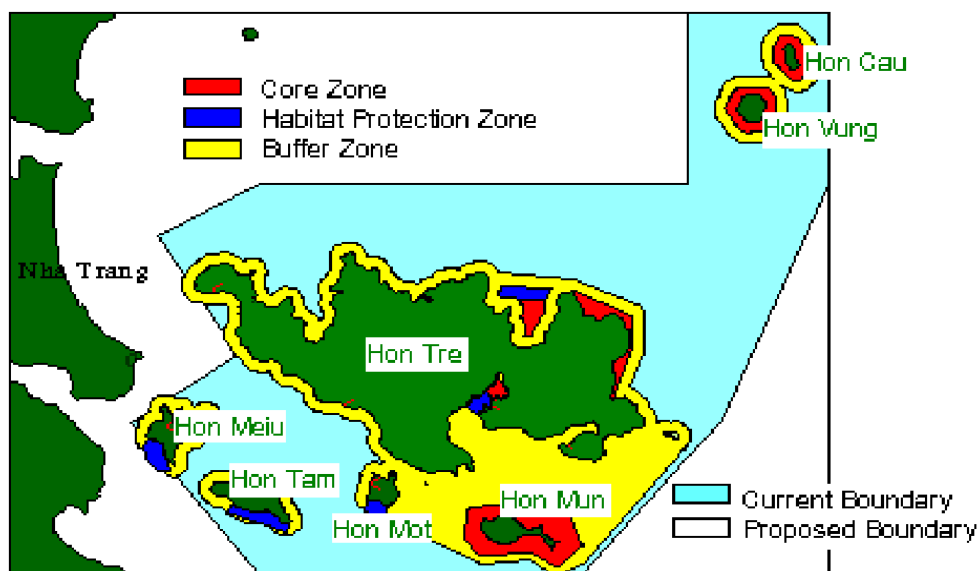 Hon Cau
Core Zone
Habitat Protection Zone
Hon Vung
Buffer Zone
Nha Trang
Hon Tre
Hon Meiu
Hon Tam
Hon Mun
Hon Mot
Current Boundary
Proposed Boundary